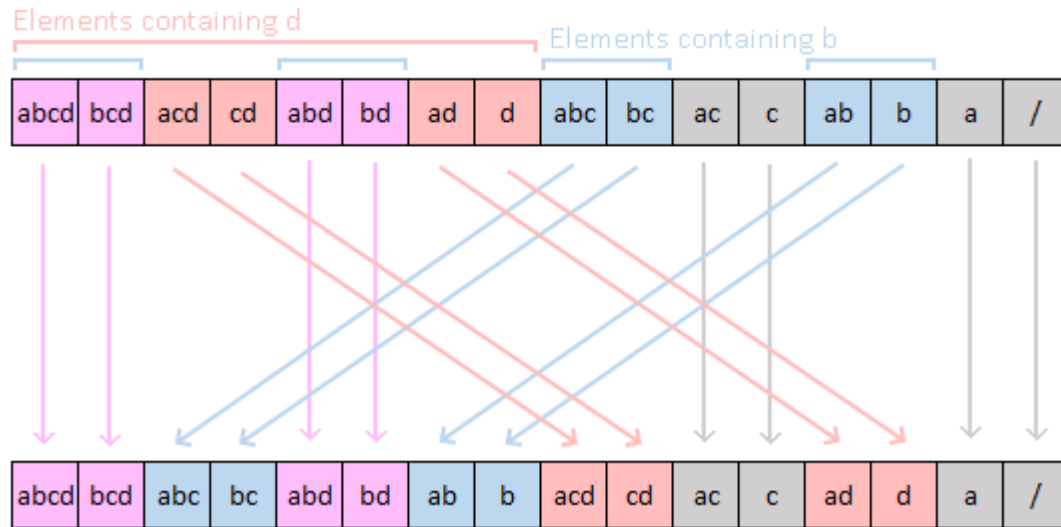 Elements containing d
Elements containing b
abcd bcd acd cd abd bd ad d abc bc ac c ab b a /
abcd bcd abc bc abd bd ab b acd cd ac c ad d a /